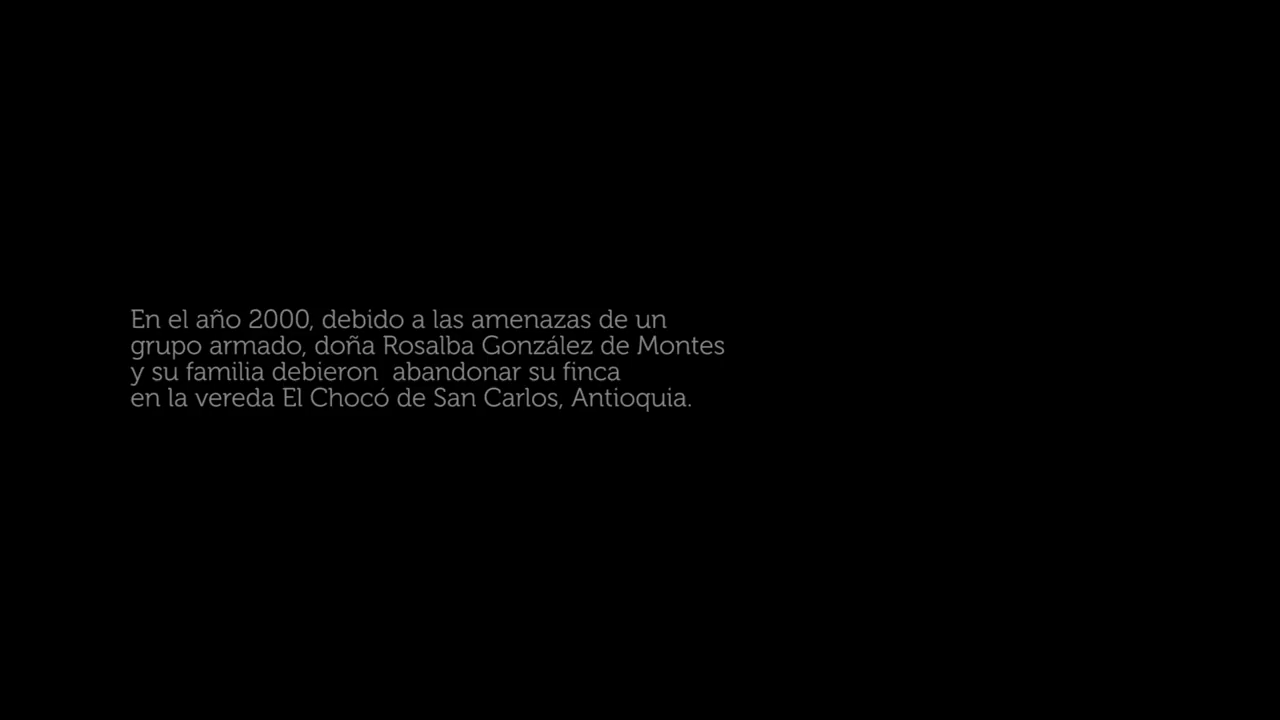 En el año 2000, debido a las amenazas de un
grupo armado, doña Rosalba González de Montes
y su familia debieron  abandonar su finca
en la vereda El Chocó de San Carlos, Antioquia.